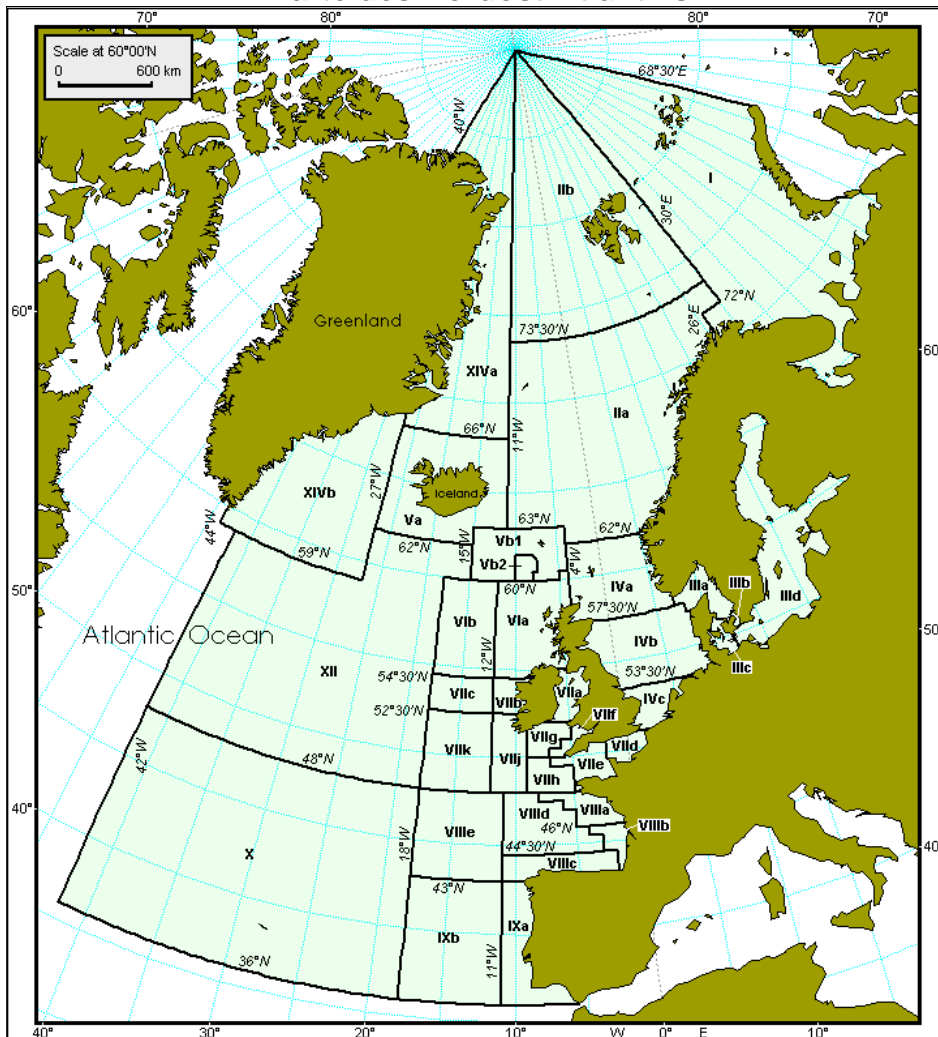 70°
80°
80°
70°
Scale at 60°00'N
0 600 km
68°30'E
40°W
I
IIb
30°E
60°
72°N
26°E
Greenland
73°30'N
60°
XIVa
IIa
66°N
11°W
27°W
XIVb
Iceland
Va
63°N
62°N
44°W
62°N
15°W
Vb1
4°W
59°N
Vb2
IVa
IIIa
IIIb
IIId
50°
60°N
57°30'N
Atlantic Ocean
VIb
VIa
IVb
50°
12°W
IIIc
XII
54°30'N
53°30'N
VIIc
VIIb
VIIa
IVc
52°30'N
VIIf
VIIg
VIId
42°W
48°N
VIIk
VIIj
VIIe
VIIh
40°
VIIId
VIIIa
18°W
VIIIe
46°N
VIIIb
44°30'N
40°
X
VIIIc
43°N
IXb
IXa
36°N
11°W
40°
30°
20°
10°
W
0°
E
10°